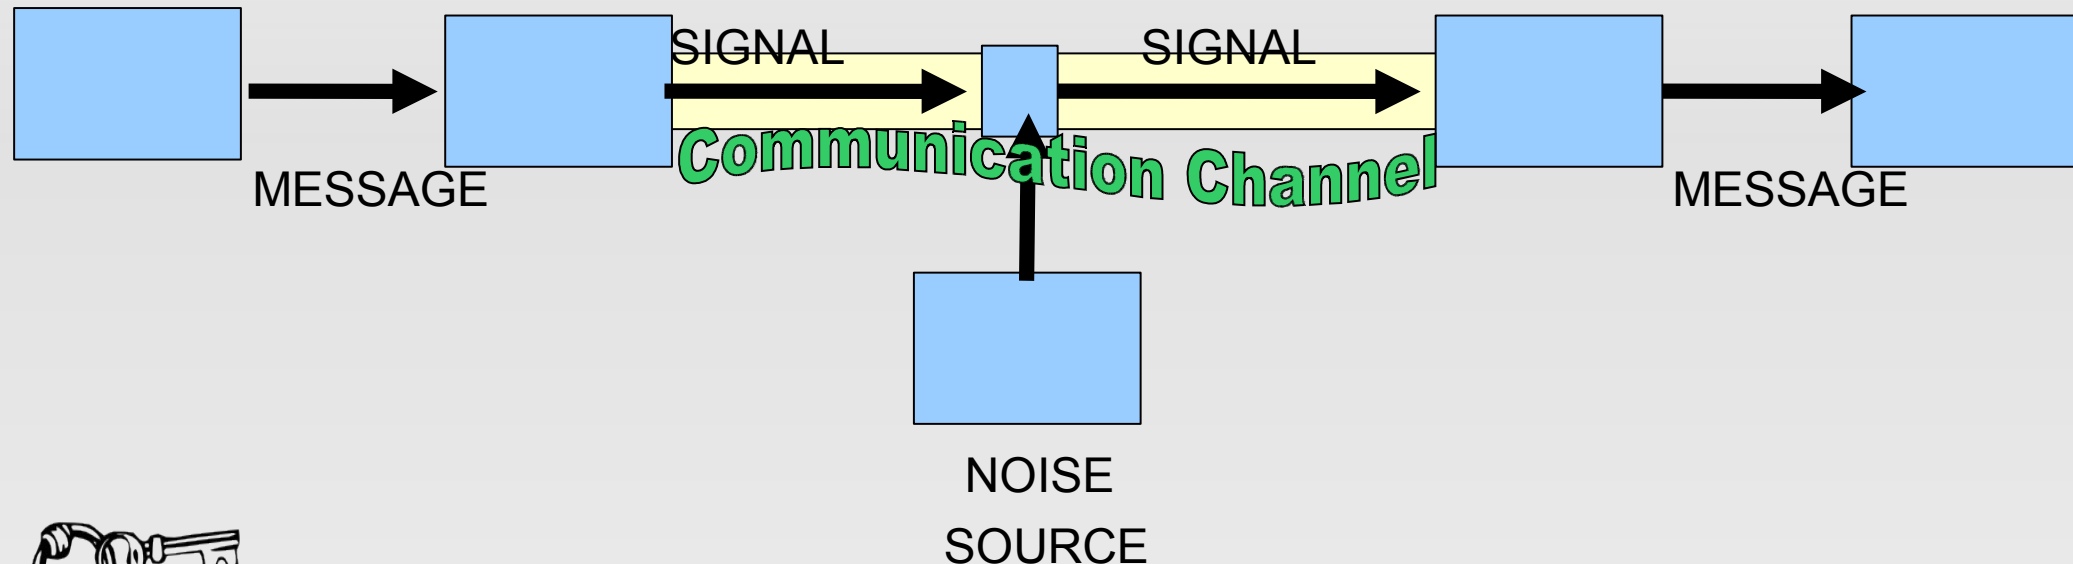 SIGNAL
SIGNAL
Communication Channel
MESSAGE
MESSAGE
NOISE
SOURCE